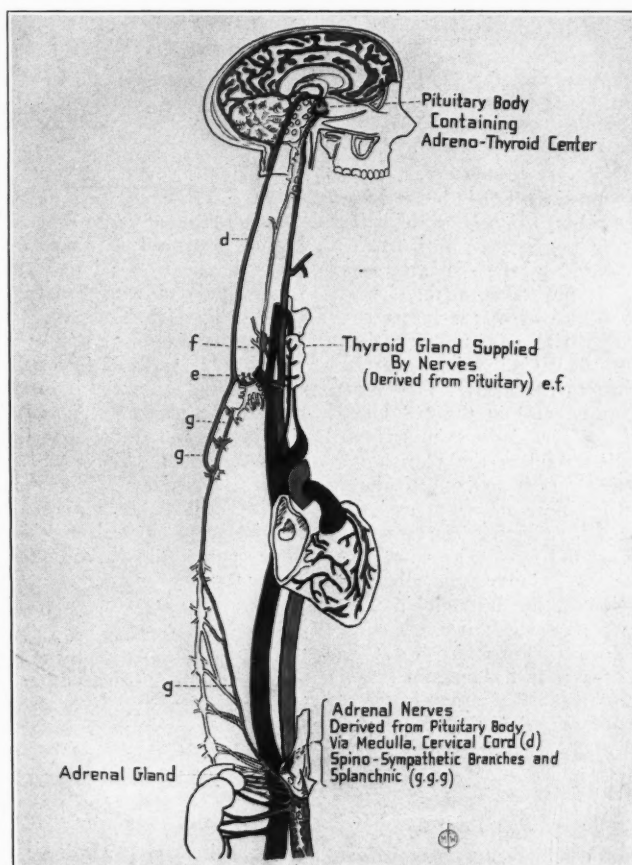 Pituitary Body
Containing
Adreno-Thyroid Center
d
f
Thyroid Gland Supplied
By Nerves
(Derived from Pituitary) e.f.
e
g
g
g
Adrenal Nerves
Derived from Pituitary Body
Via Medulla, Cervical Cord (d)
Spino-Sympathetic Branches and
Splanchnic (g.g.g)
Adrenal Gland